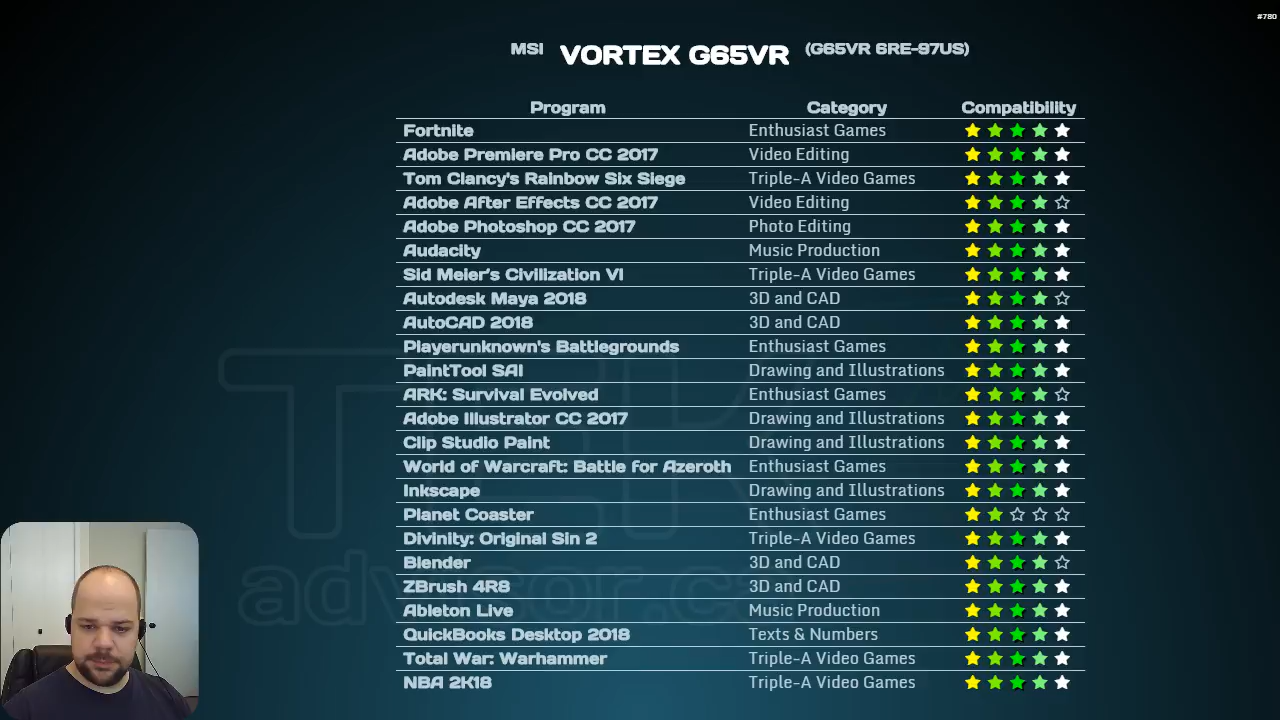 #780
MSI VORTEX G65VR (G65VR 6RE-97US)
Program Category Compatibility
Fortnite Enthusiast Games
Adobe Premiere Pro CC 2017 Video Editing
Tom Clancy's Rainbow Six Siege Triple-A Video Games
Adobe After Effects CC 2017 Video Editing
Adobe Photoshop CC 2017 Photo Editing
Audacity Music Production
Sid Meier's Civilization VI Triple-A Video Games
Autodesk Maya 2018 3D and CAD
AutoCAD 2018 3D and CAD
Playerunknown's Battlegrounds Enthusiast Games
PaintTool SAI Drawing and Illustrations
ARK: Survival Evolved Enthusiast Games
Adobe Illustrator CC 2017 Drawing and Illustrations
Clip Studio Paint Drawing and Illustrations
World of Warcraft: Battle for Azeroth Enthusiast Games
Inkscape Drawing and Illustrations
Planet Coaster Enthusiast Games
Divinity: Original Sin 2 Triple-A Video Games
Blender 3D and CAD
ZBrush 4R8 3D and CAD
Ableton Live Music Production
QuickBooks Desktop 2018 Texts & Numbers
Total War: Warhammer Triple-A Video Games
NBA 2K18 Triple-A Video Games